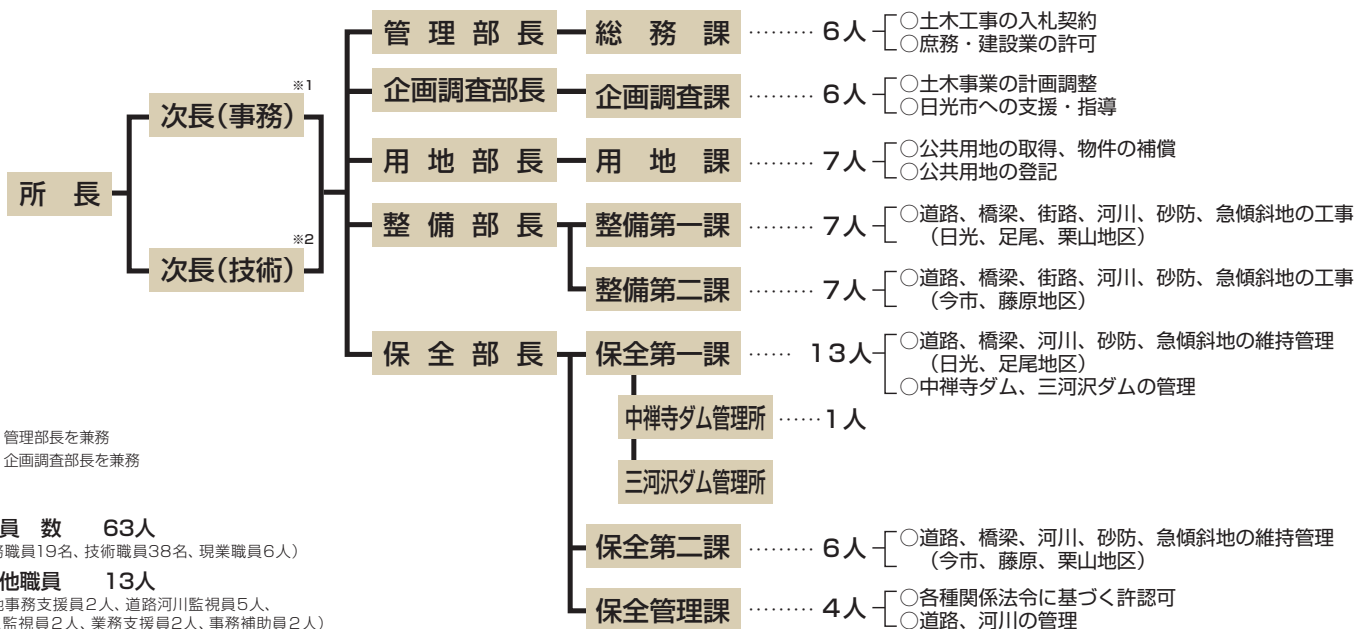 所長
次長(事務) ※1
次長(技術) ※2
管理部長
総務課 ……… 6人
○土木工事の入札契約
○庶務・建設業の許可
企画調査部長
企画調査課 ……… 6人
○土木事業の計画調整
○日光市への支援・指導
用地部長
用地課 ……… 7人
○公共用地の取得、物件の補償
○公共用地の登記
整備部長
整備第一課 ……… 7人
○道路、橋梁、街路、河川、砂防、急傾斜地の工事
(日光、足尾、栗山地区)
整備第二課 ……… 7人
○道路、橋梁、街路、河川、砂防、急傾斜地の工事
(今市、藤原地区)
保全部長
保全第一課 …… 13人
○道路、橋梁、河川、砂防、急傾斜地の維持管理
(日光、足尾地区)
○中禅寺ダム、三河沢ダムの管理
中禅寺ダム管理所 ……1人
三河沢ダム管理所
保全第二課 ……… 6人
○道路、橋梁、河川、砂防、急傾斜地の維持管理
(今市、藤原、栗山地区)
保全管理課 ……… 4人
○各種関係法令に基づく許認可
○道路、河川の管理
管理部長を兼務
企画調査部長を兼務
員数 63人
職員19名、技術職員38名、現業職員6人)
他職員 13人
事務支援員2人、道路河川監視員5人、
監視員2人、業務支援員2人、事務補助員2人)